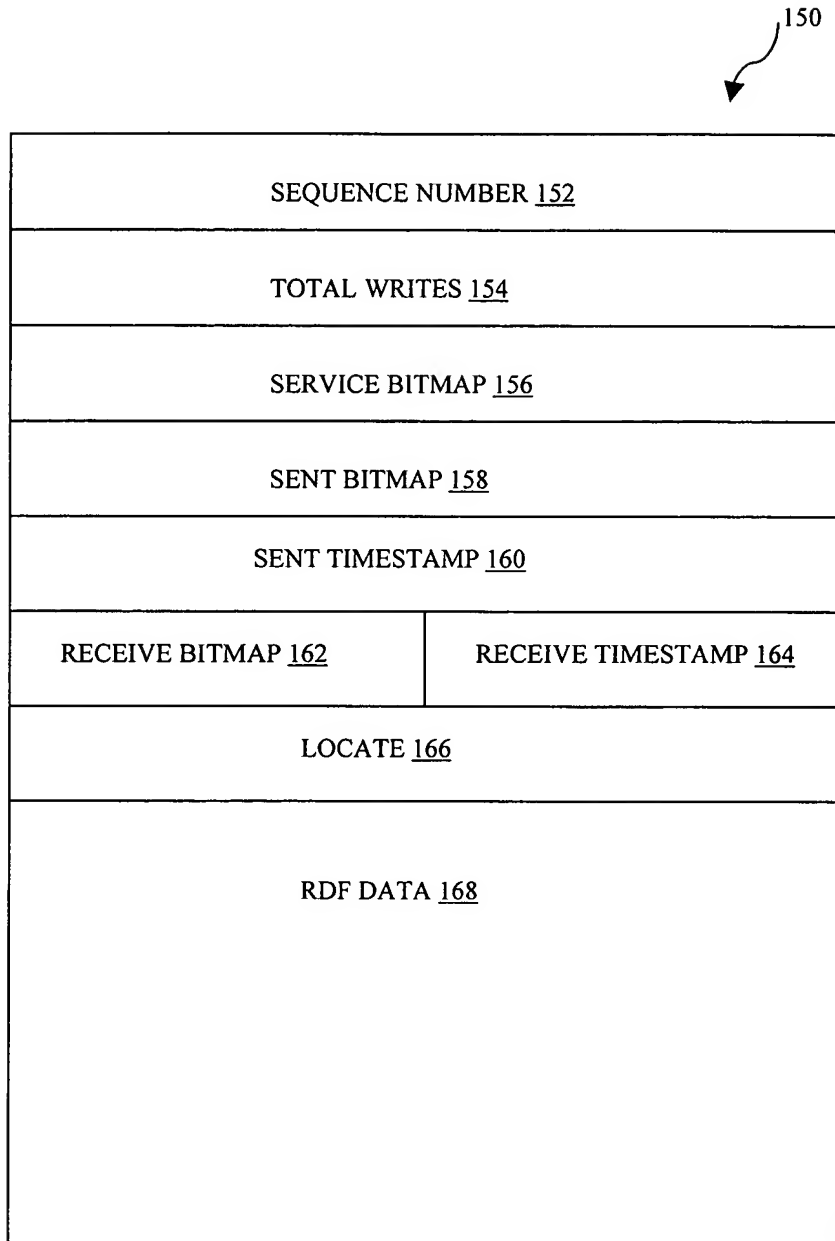 150
SEQUENCE NUMBER 152
TOTAL WRITES 154
SERVICE BITMAP 156
SENT BITMAP 158
SENT TIMESTAMP 160
RECEIVE BITMAP 162
RECEIVE TIMESTAMP 164
LOCATE 166
RDF DATA 168